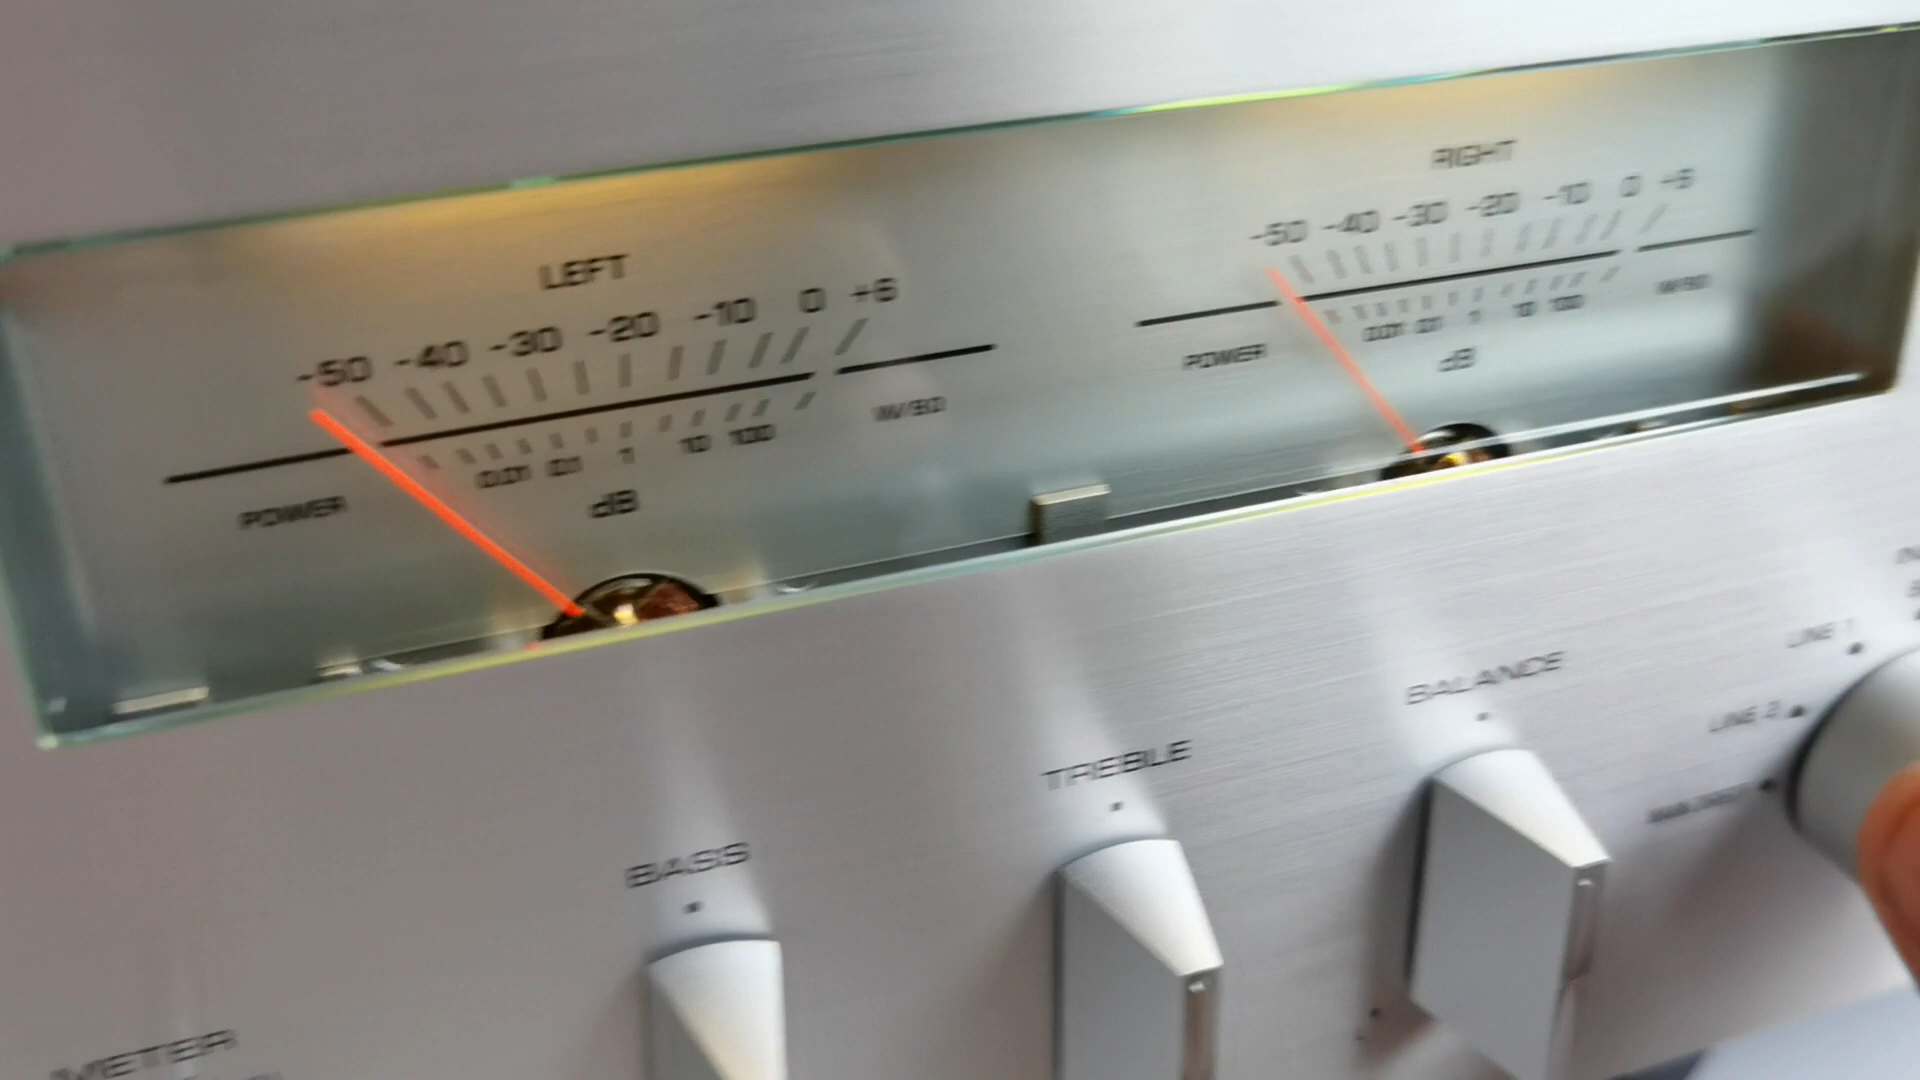 LEFT
-50 -40 -30 -20 -10 0 +6
0.01 0.1 1 10 100
POWER
W/8Ω
dB
RIGHT
-50 -40 -30 -20 -10 0 +6
0.01 0.1 1 10 100
POWER
W/8Ω
dB
BASS
TREBLE
BALANCE
LINE 1
LINE 2
METER